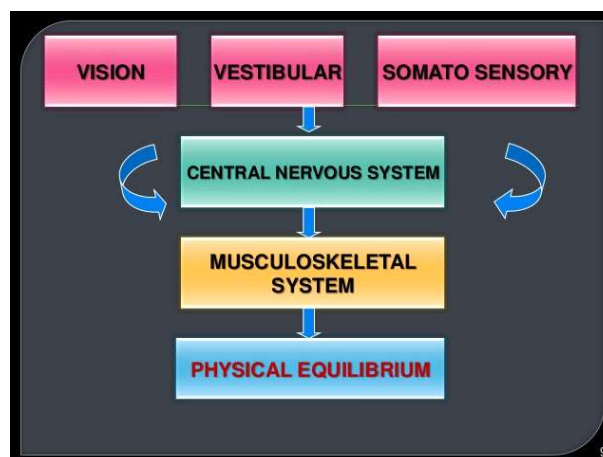 VISION
VESTIBULAR
SOMATO SENSORY
CENTRAL NERVOUS SYSTEM
MUSCULOSKELETAL
SYSTEM
PHYSICAL EQUILIBRIUM